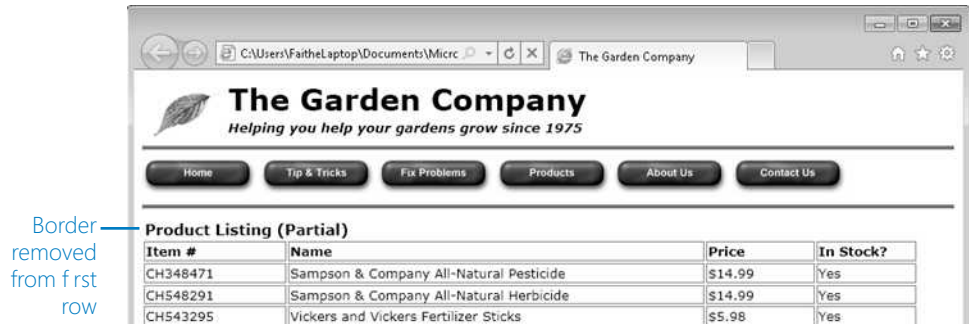 C:\Users\FaitheLaptop\Documents\Micrc
The Garden Company
The Garden Company
Helping you help your gardens grow since 1975
Home Tip & Tricks Fix Problems Products About Us Contact Us
Border
removed
from f rst
row
Product Listing (Partial)
Item # Name Price In Stock?
CH348471 Sampson & Company All-Natural Pesticide $14.99 Yes
CH548291 Sampson & Company All-Natural Herbicide $14.99 Yes
CH543295 Vickers and Vickers Fertilizer Sticks $5.98 Yes